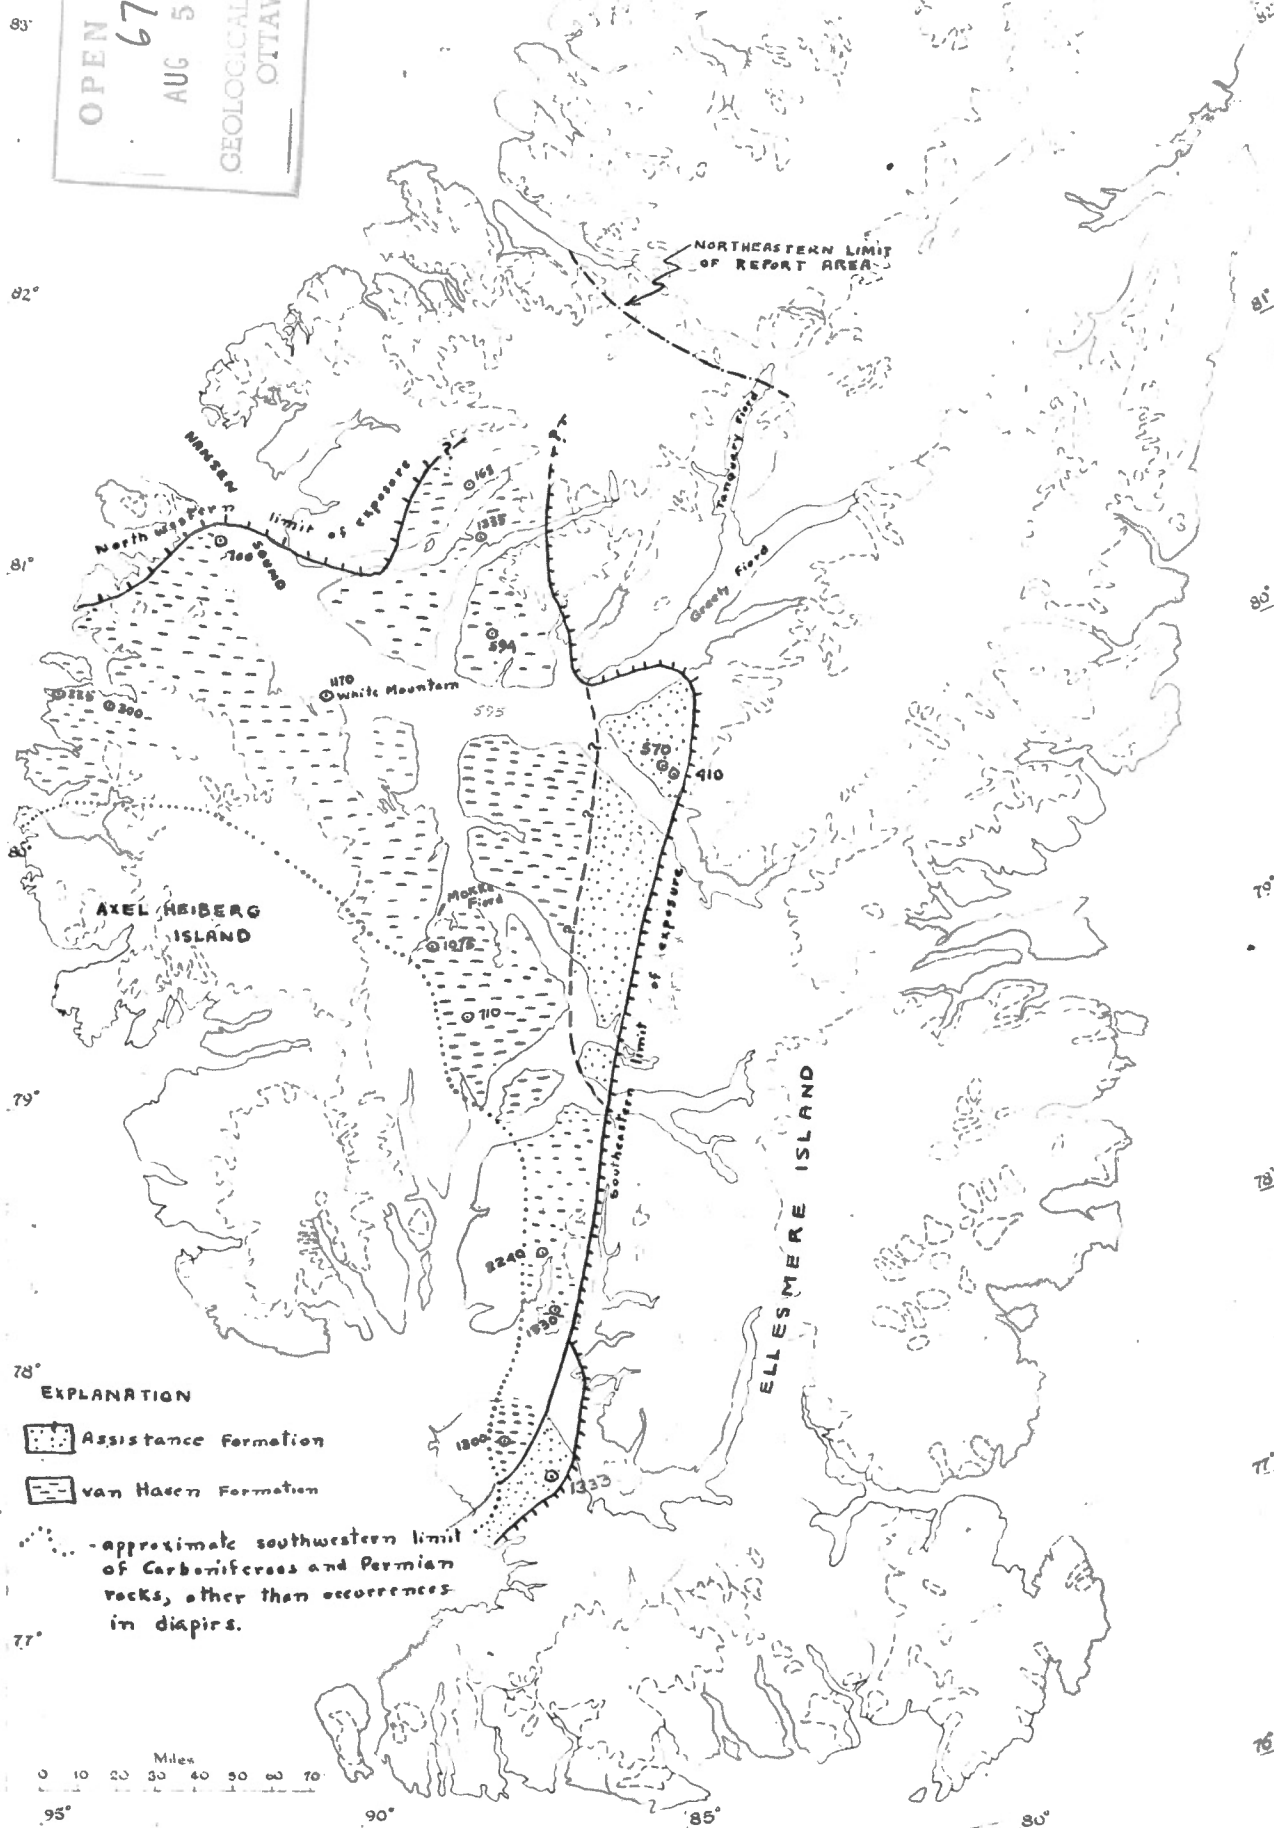 83°
OPEN
67
AUG 5
GEOLOGICAL
OTTAW
NORTHEASTERN LIMIT
OF REPORT AREA
82°
81°
Tanquary Fiord
NANSEN
SOUND
Northwestern limit of exposure
?
? ?
168
1335
700
81°
Greely Fiord
80°
594
1170
White Mountain
225
300
595
?
570
410
?
80°
Mokka
Fiord
79°
AXEL HEIBERG
ISLAND
?
1075
710
Southeastern limit of exposure
79°
ELLESMERE ISLAND
78°
2240
1530
78°
EXPLANATION
Assistance Formation
van Hauen Formation
1300
1333
77°
- approximate southwestern limit
of Carboniferous and Permian
rocks, other than occurrences
in diapirs.
77°
76°
Miles
0 10 20 30 40 50 60 70
95°
90°
85°
80°